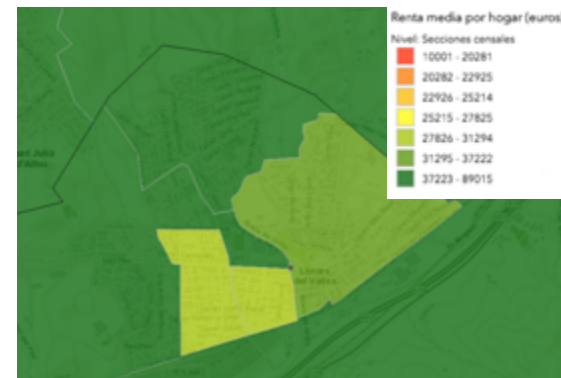 Renta media por hogar (euros)
Nivel: Secciones censales
10001 - 20281
20282 - 22925
22926 - 25214
25215 - 27825
27826 - 31294
31295 - 37222
37223 - 89015
Llinars
del Vallès